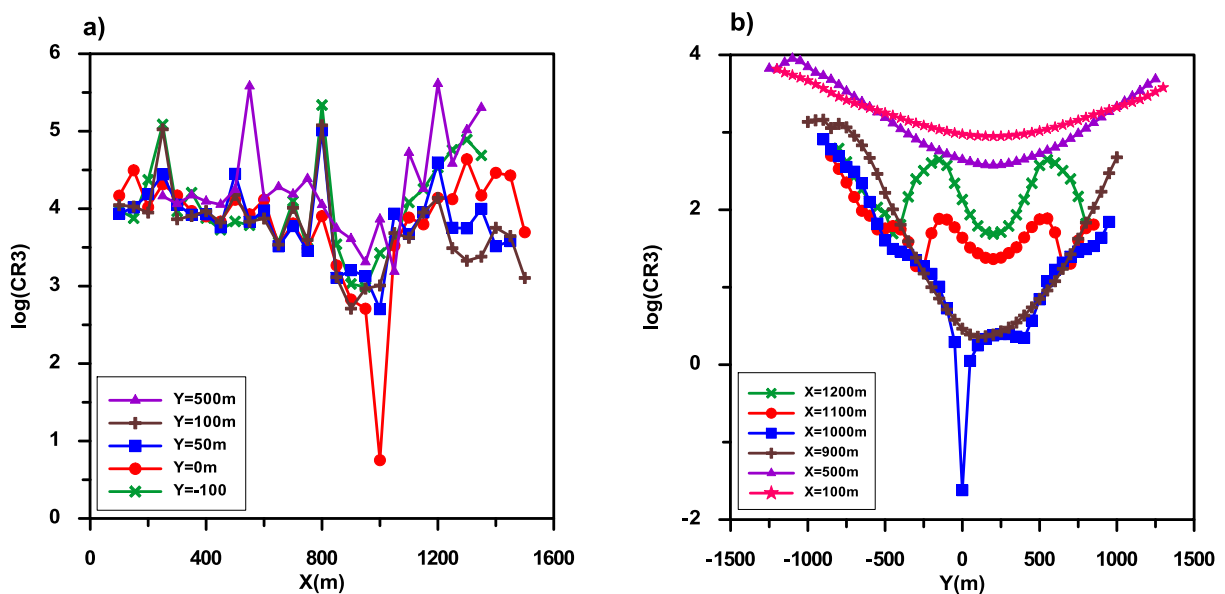 a)
6
5
4
3
2
1
0
log(CR3)
0
400
800
1200
1600
X(m)
Y=500m
Y=100m
Y=50m
Y=0m
Y=-100
b)
4
2
0
-2
log(CR3)
-1500
-1000
-500
0
500
1000
1500
Y(m)
X=1200m
X=1100m
X=1000m
X=900m
X=500m
X=100m